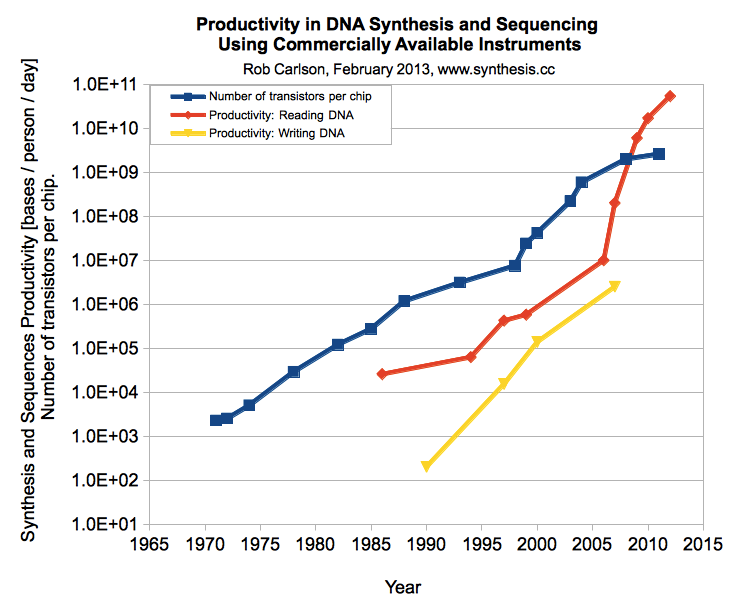 Productivity in DNA Synthesis and Sequencing
Using Commercially Available Instruments
Rob Carlson, February 2013, www.synthesis.cc
Number of transistors per chip
Productivity: Reading DNA
Productivity: Writing DNA
Synthesis and Sequences Productivity [bases / person / day]
Number of transistors per chip.
1.0E+11
1.0E+10
1.0E+09
1.0E+08
1.0E+07
1.0E+06
1.0E+05
1.0E+04
1.0E+03
1.0E+02
1.0E+01
1965 1970 1975 1980 1985 1990 1995 2000 2005 2010 2015
Year